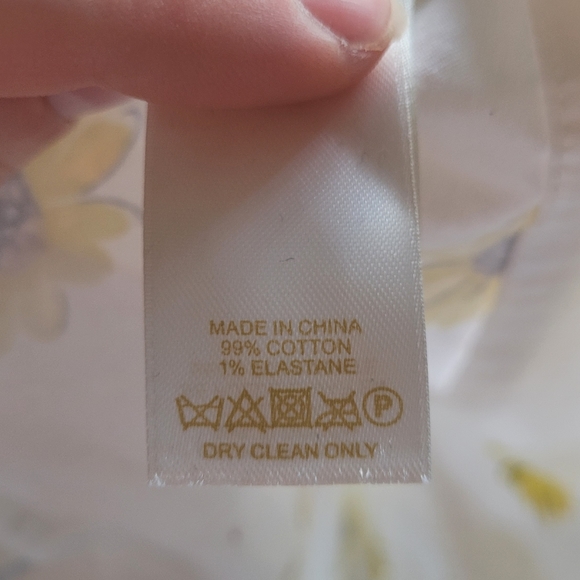 MADE IN CHINA
99% COTTON
1% ELASTANE
P
DRY CLEAN ONLY